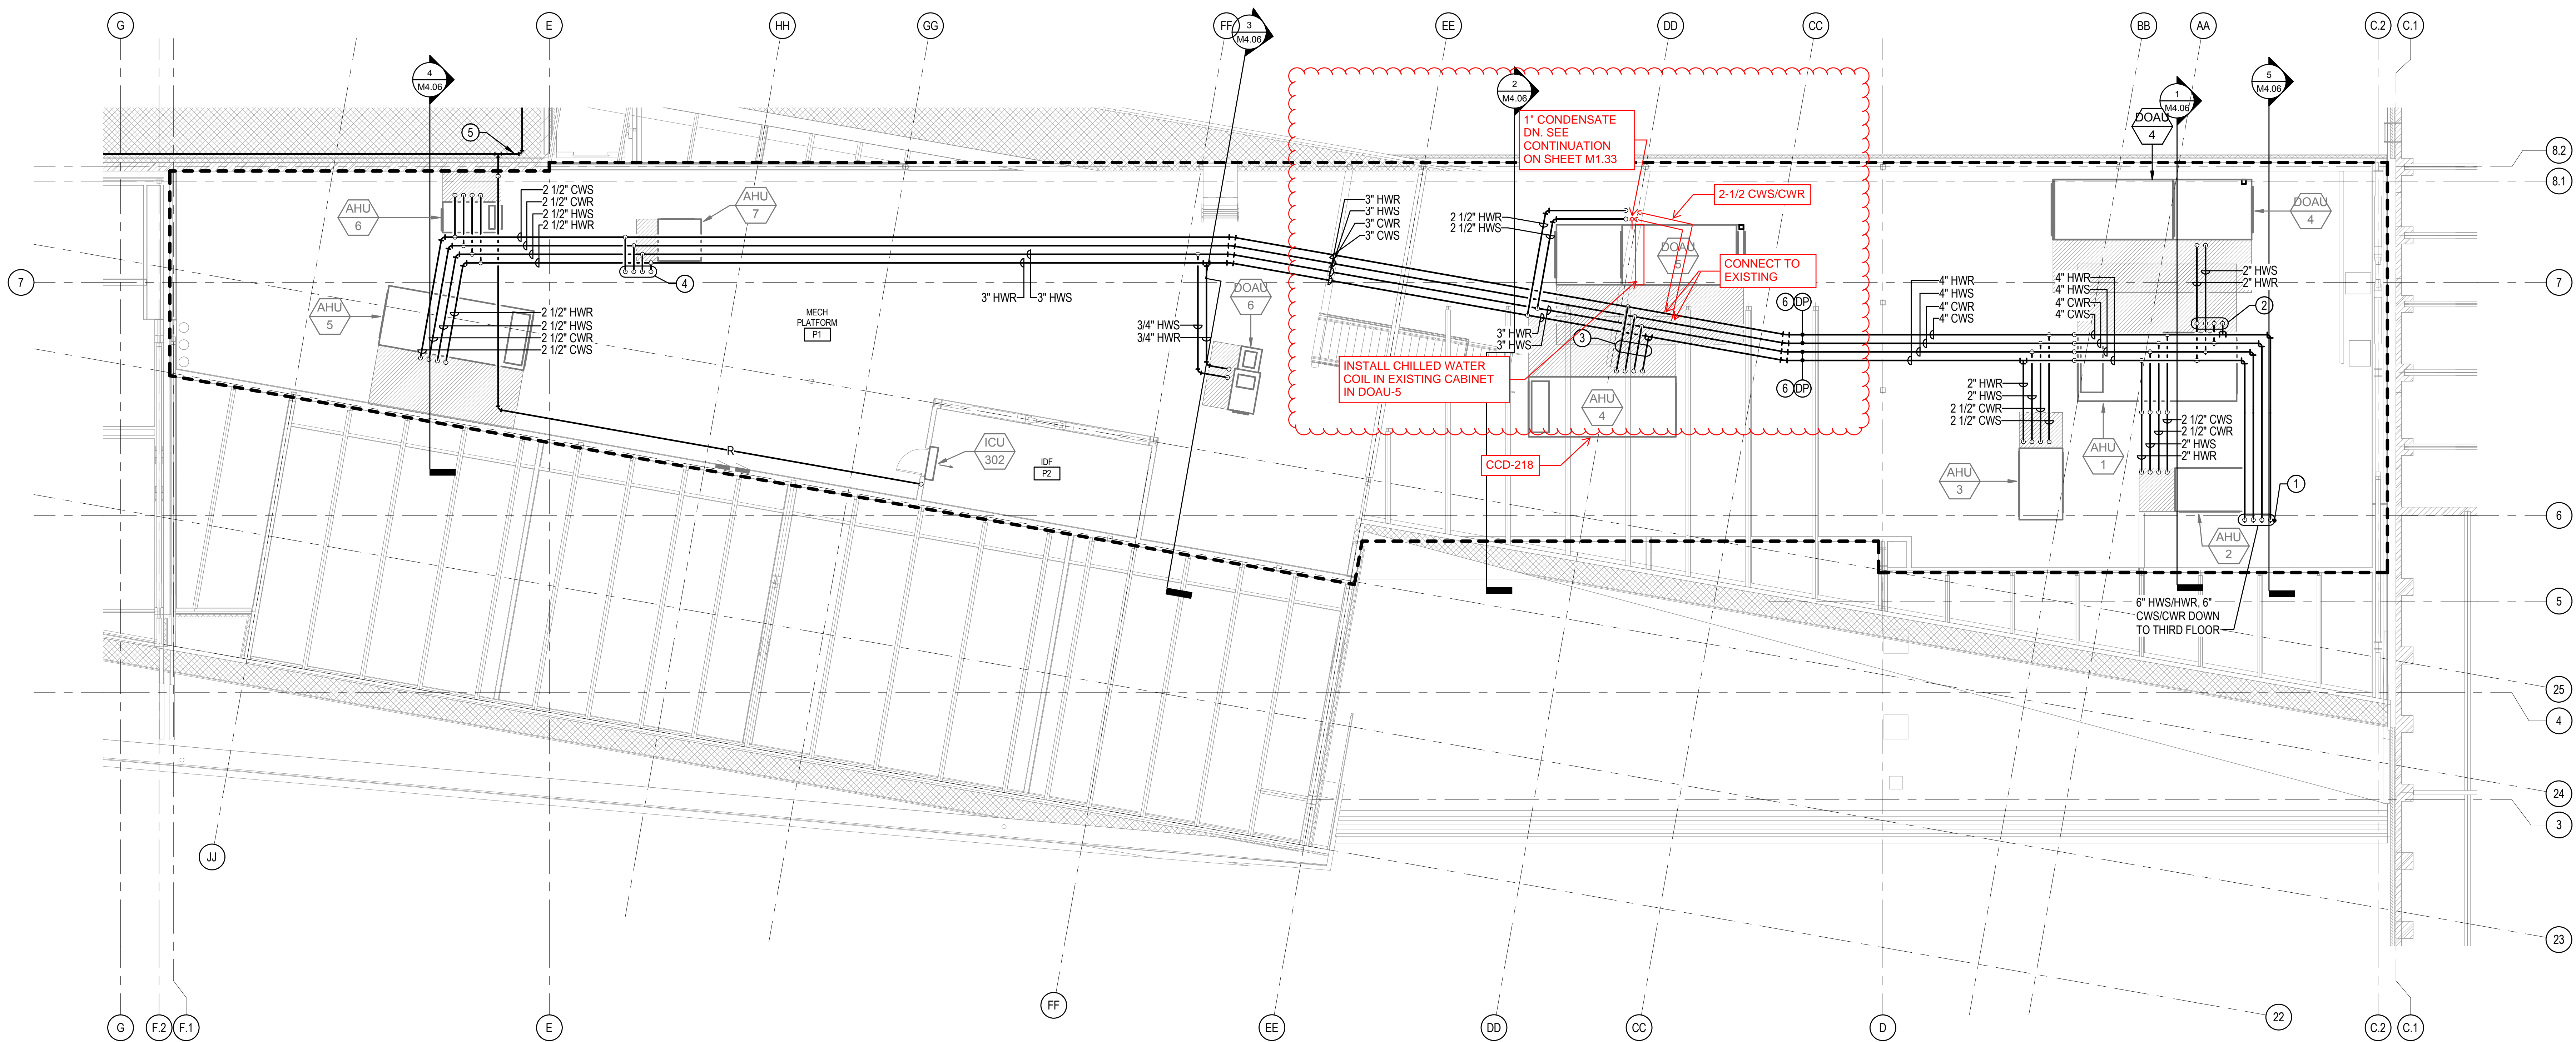 G
E
HH
GG
FF
EE
DD
CC
BB
AA
C.2
C.1
3
M4.06
4
M4.06
2
M4.06
1
M4.06
5
M4.06
5
1" CONDENSATE
DN. SEE
CONTINUATION
ON SHEET M1.33
DOAU
4
8.2
8.1
2 1/2" CWS
2 1/2" CWR
2 1/2" HWS
2 1/2" HWR
AHU
6
AHU
7
3" HWR
3" HWS
3" CWR
3" CWS
2 1/2" HWR
2 1/2" HWS
2-1/2 CWS/CWR
DOAU
4
DOAU
5
CONNECT TO
EXISTING
7
4
AHU
5
2 1/2" HWR
2 1/2" HWS
2 1/2" CWR
2 1/2" CWS
MECH
PLATFORM
P1
3" HWR
3" HWS
DOAU
6
3/4" HWS
3/4" HWR
3" HWR
3" HWS
3
6
DP
6
DP
4" HWR
4" HWS
4" CWR
4" CWS
4" HWR
4" HWS
4" CWR
4" CWS
2" HWS
2" HWR
2
7
INSTALL CHILLED WATER
COIL IN EXISTING CABINET
IN DOAU-5
AHU
4
2" HWR
2" HWS
2 1/2" CWR
2 1/2" CWS
2 1/2" CWS
2 1/2" CWR
2" HWS
2" HWR
R
ICU
302
IDF
P2
CCD-218
AHU
3
AHU
1
AHU
2
1
6
6" HWS/HWR, 6"
CWS/CWR DOWN
TO THIRD FLOOR
5
25
4
24
3
23
22
JJ
G
F.2
F.1
E
FF
EE
DD
CC
D
C.2
C.1